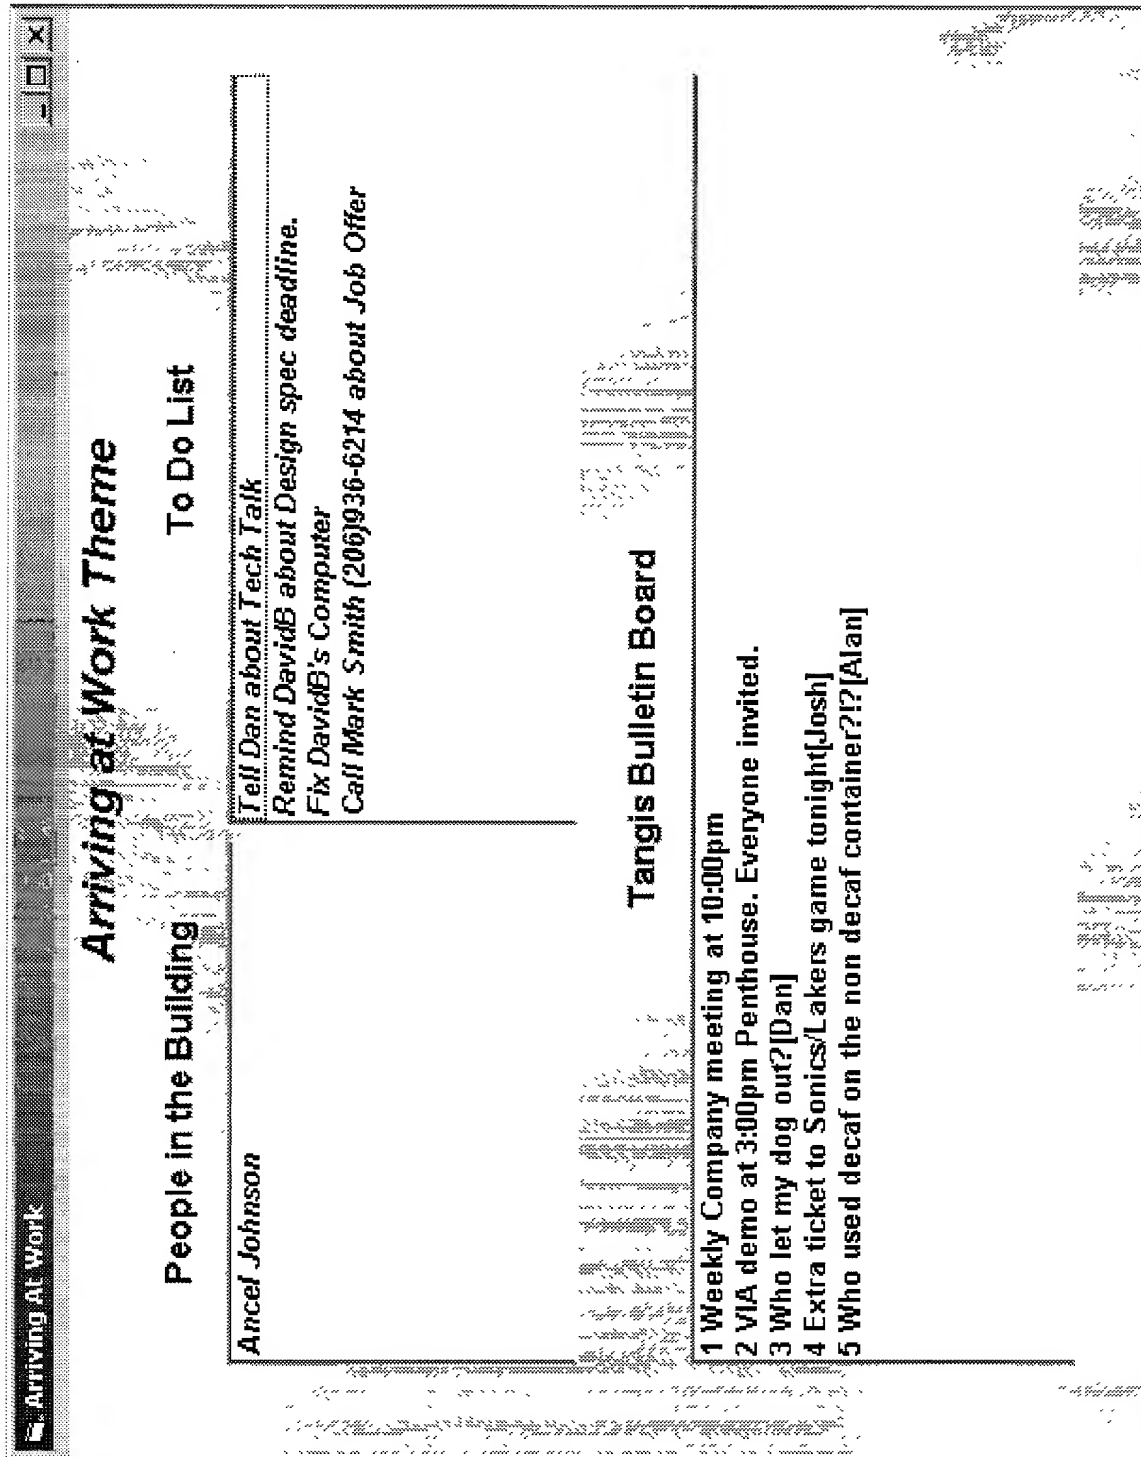 Arriving At Work
Arriving at Work Theme
People in the Building
To Do List
Ancel Johnson
Tell Dan about Tech Talk
Remind DavidB about Design spec deadline.
Fix DavidB's Computer
Call Mark Smith (206)936-6214 about Job Offer
Tangis Bulletin Board
1 Weekly Company meeting at 10:00pm
2 VIA demo at 3:00pm Penthouse. Everyone invited.
3 Who let my dog out?[Dan]
4 Extra ticket to Sonics/Lakers game tonight[Josh]
5 Who used decaf on the non decaf container?!?[Alan]